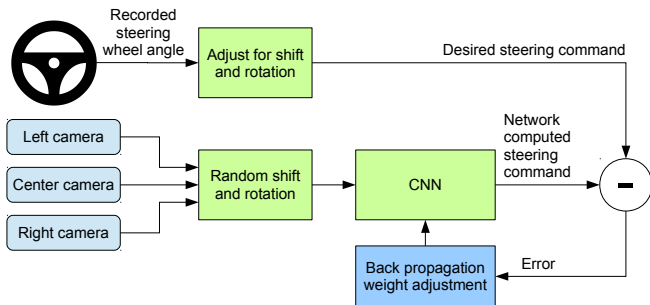 Recorded
steering
wheel angle
Adjust for shift
and rotation
Desired steering command
Left camera
Center camera
Right camera
Random shift
and rotation
CNN
Network
computed
steering
command
-
Back propagation
weight adjustment
Error